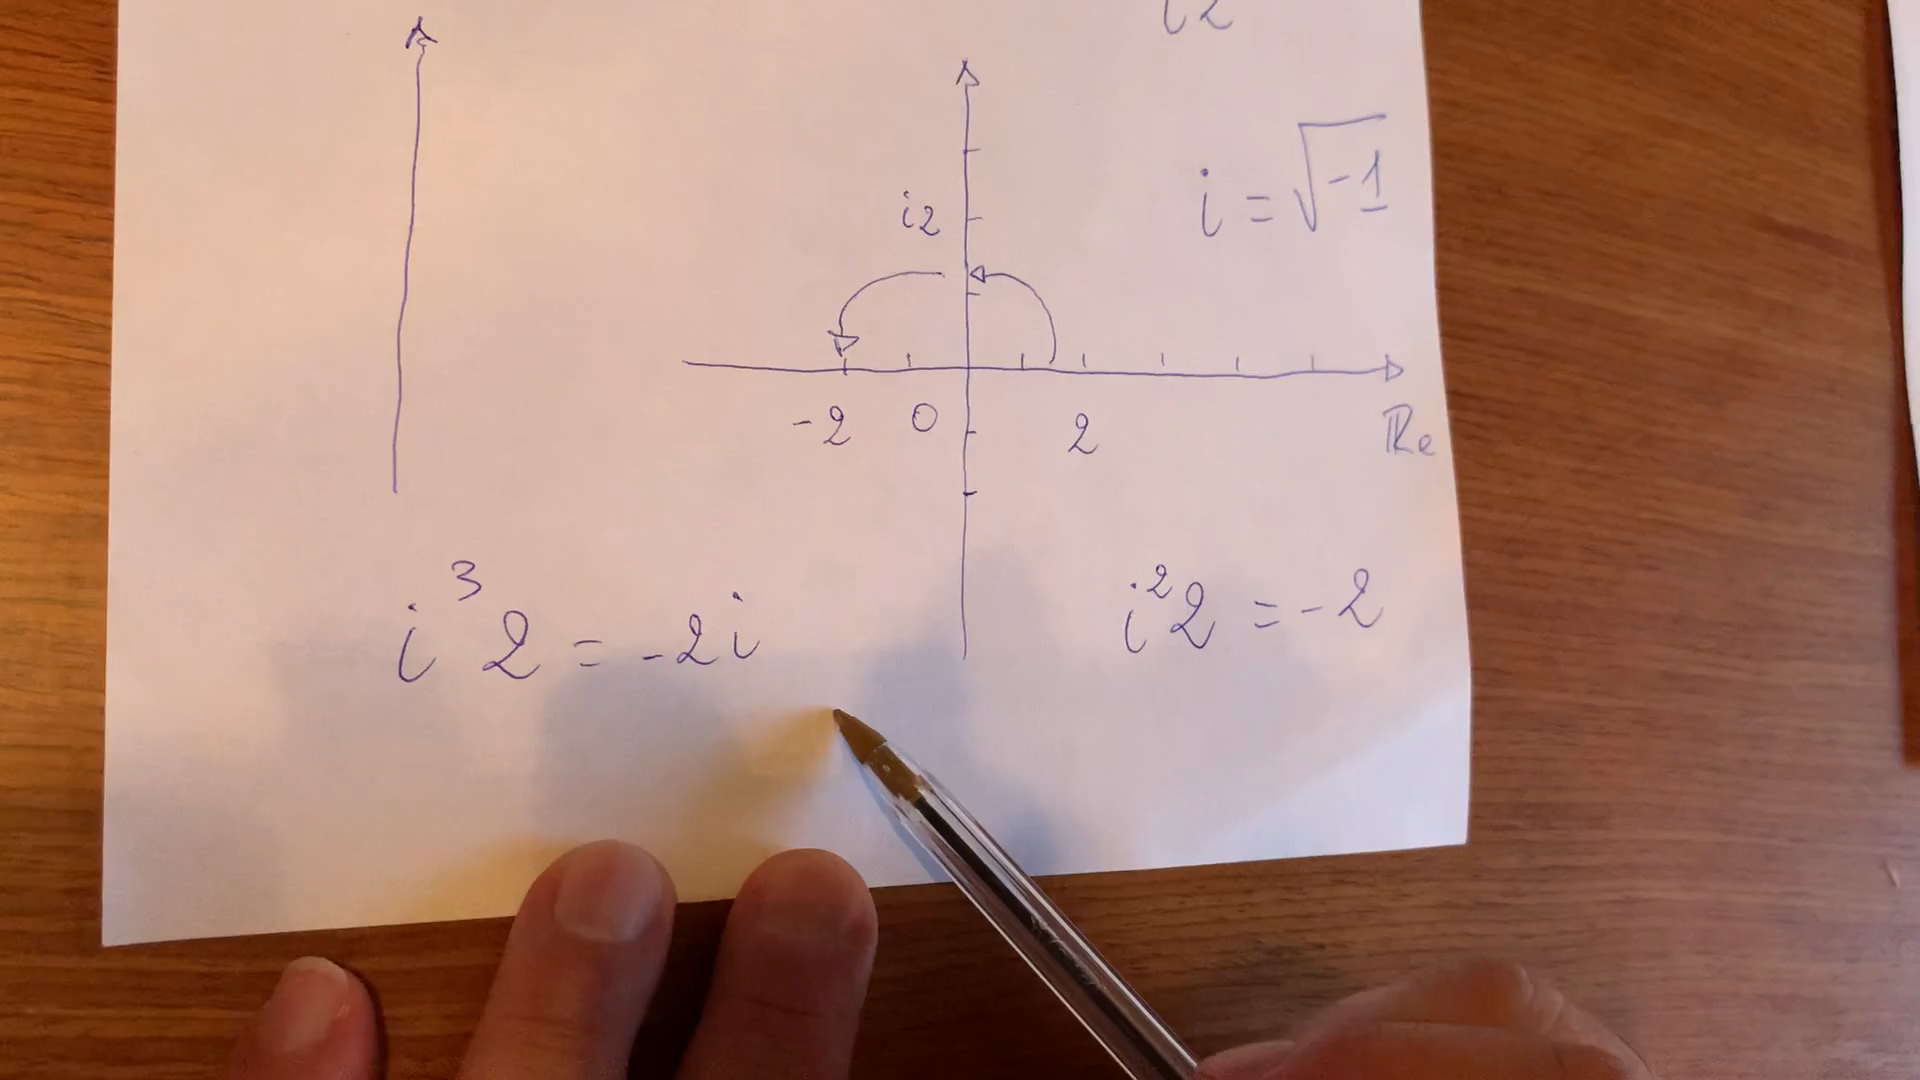 i2
i = √-1
i2
-2 0 2
Re
i³2 = -2i
i²2 = -2